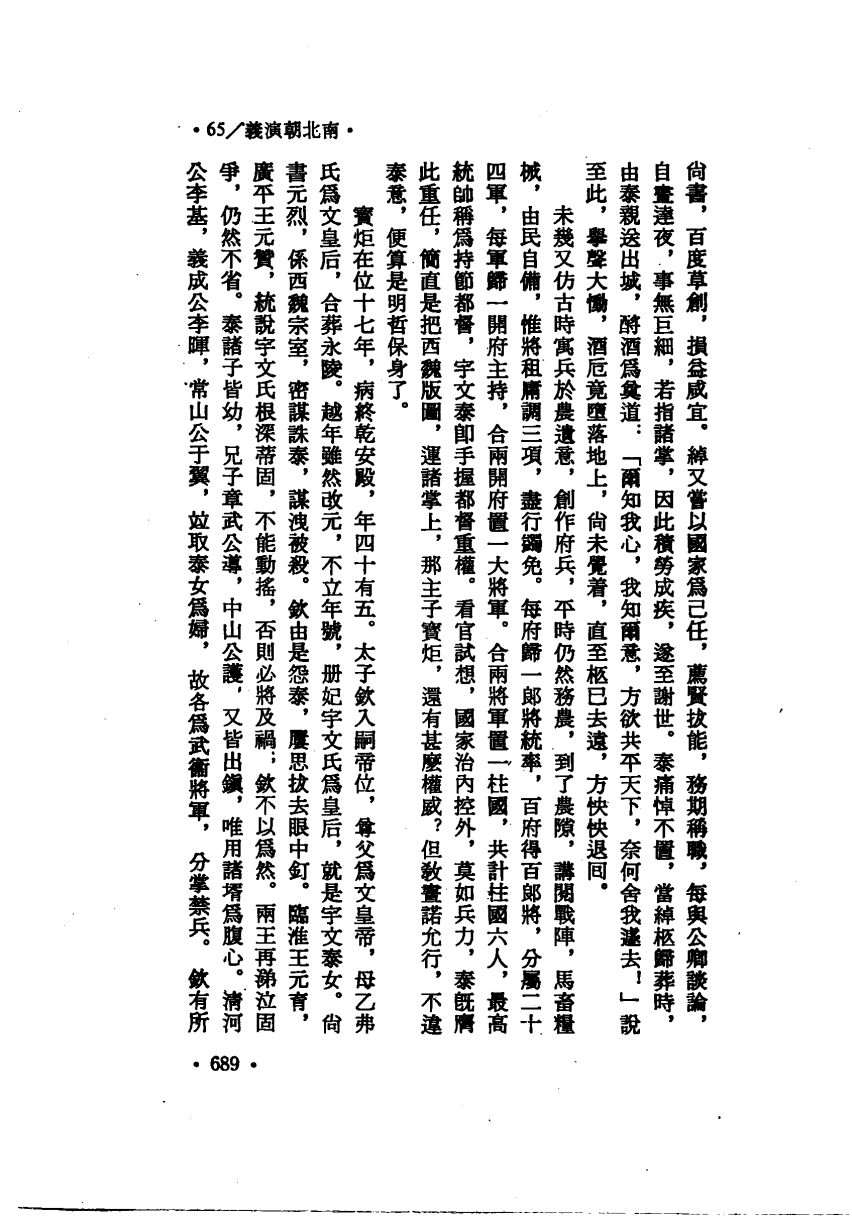 ·南北朝演義/65·
尙書，百度草創，損益咸宜。綽又嘗以國家爲己任，薦賢拔能，務期稱職，每與公卿談論，
自晝達夜，事無巨細，若指諸掌，因此積勞成疾，遂至謝世。泰痛悼不置，當綽柩歸葬時，
由泰親送出城，酹酒爲奠道：「爾知我心，我知爾意，方欲共平天下，奈何舍我遽去！」說
至此，舉聲大慟，酒巵竟墮落地上，尙未覺着，直至柩已去遠，方怏怏退囘。
未幾又仿古時寓兵於農遺意，創作府兵，平時仍然務農，到了農隙，講閱戰陣，馬畜糧
械，由民自備，惟將租庸調三項，盡行蠲免。每府歸一郎將統率，百府得百郎將，分屬二十
四軍，每軍歸一開府主持，合兩開府置一大將軍。合兩將軍置一柱國，共計柱國六人，最高
統帥稱爲持節都督，宇文泰卽手握都督重權。看官試想，國家治內控外，莫如兵力，泰旣膺
此重任，簡直是把西魏版圖，運諸掌上，那主子寶炬，還有甚麼權威？但敎畫諾允行，不違
泰意，便算是明哲保身了。
寶炬在位十七年，病終乾安殿，年四十有五。太子欽入嗣帝位，尊父爲文皇帝，母乙弗
氏爲文皇后，合葬永陵。越年雖然改元，不立年號，册妃宇文氏爲皇后，就是宇文泰女。尙
書元烈，係西魏宗室，密謀誅泰，謀洩被殺。欽由是怨泰，屢思拔去眼中釘。臨淮王元育，
廣平王元贊，統說宇文氏根深蒂固，不能動搖，否則必將及禍；欽不以爲然。兩王再涕泣固
爭，仍然不省。泰諸子皆幼，兄子章武公導，中山公護，又皆出鎭，唯用諸壻爲腹心。淸河
公李基，義成公李暉，常山公于翼，竝取泰女爲婦，故各爲武衞將軍，分掌禁兵。欽有所
·689·